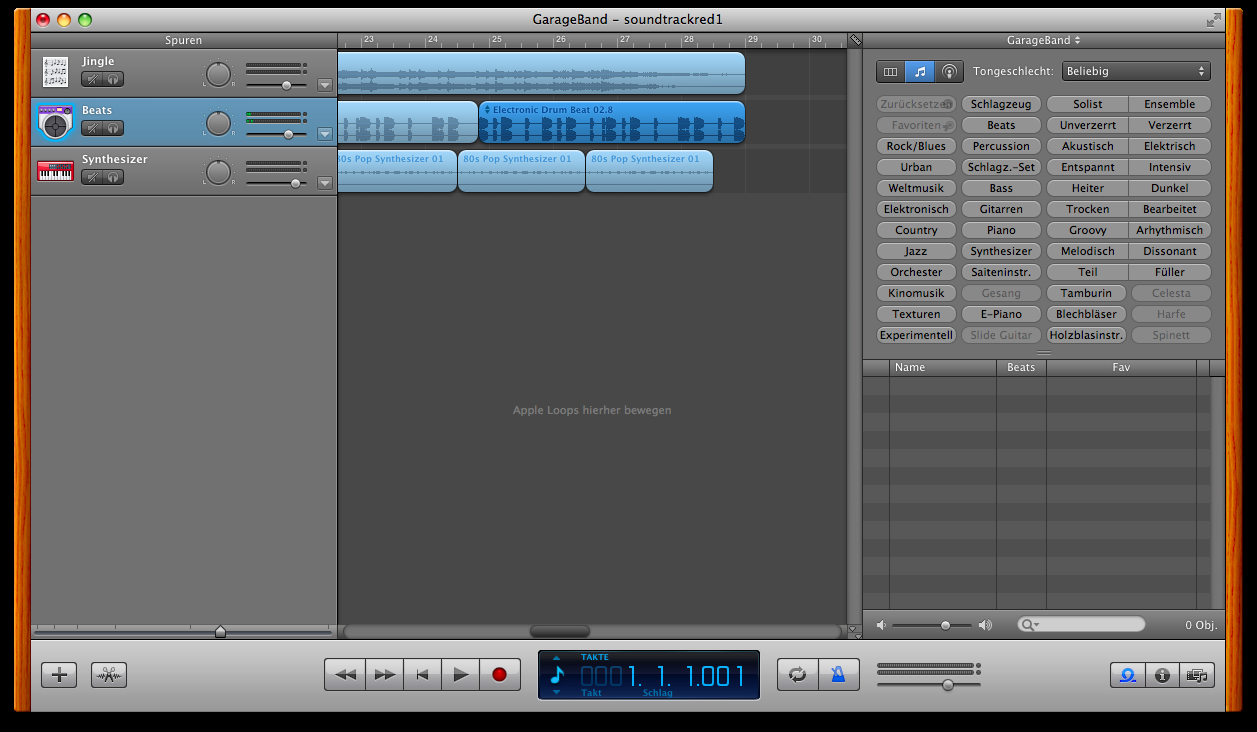 GarageBand – soundtrackred1
Spuren
23 24 25 26 27 28 29 30
GarageBand
Jingle
L R
Beats
L R
Synthesizer
L R
Electronic Drum Beat 02.8
80s Pop Synthesizer 01 80s Pop Synthesizer 01 80s Pop Synthesizer 01
Apple Loops hierher bewegen
Tongeschlecht: Beliebig
Zurücksetzen Schlagzeug Solist Ensemble
Favoriten Beats Unverzerrt Verzerrt
Rock/Blues Percussion Akustisch Elektrisch
Urban Schlagz.-Set Entspannt Intensiv
Weltmusik Bass Heiter Dunkel
Elektronisch Gitarren Trocken Bearbeitet
Country Piano Groovy Arhythmisch
Jazz Synthesizer Melodisch Dissonant
Orchester Saiteninstr. Teil Füller
Kinomusik Gesang Tamburin Celesta
Texturen E-Piano Blechbläser Harfe
Experimentell Slide Guitar Holzblasinstr. Spinett
Name Beats Fav
0 Obj.
TAKTE
0001. 1. 1.001
Takt Schlag